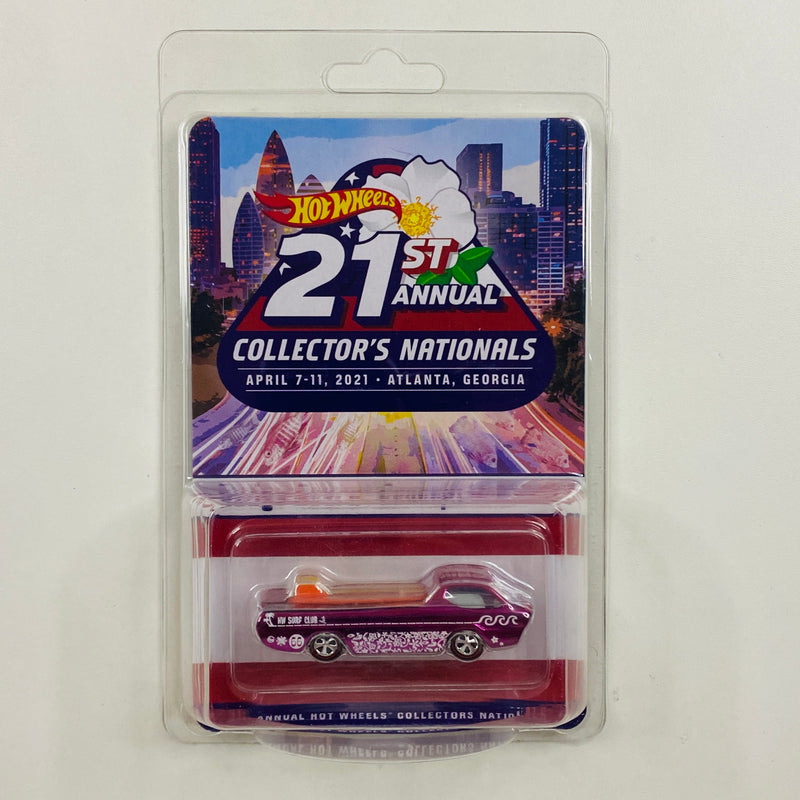 HOT WHEELS
21ST
ANNUAL
COLLECTOR'S NATIONALS
APRIL 7-11, 2021 • ATLANTA, GEORGIA
HW SURF CLUB
ANNUAL HOT WHEELS® COLLECTORS